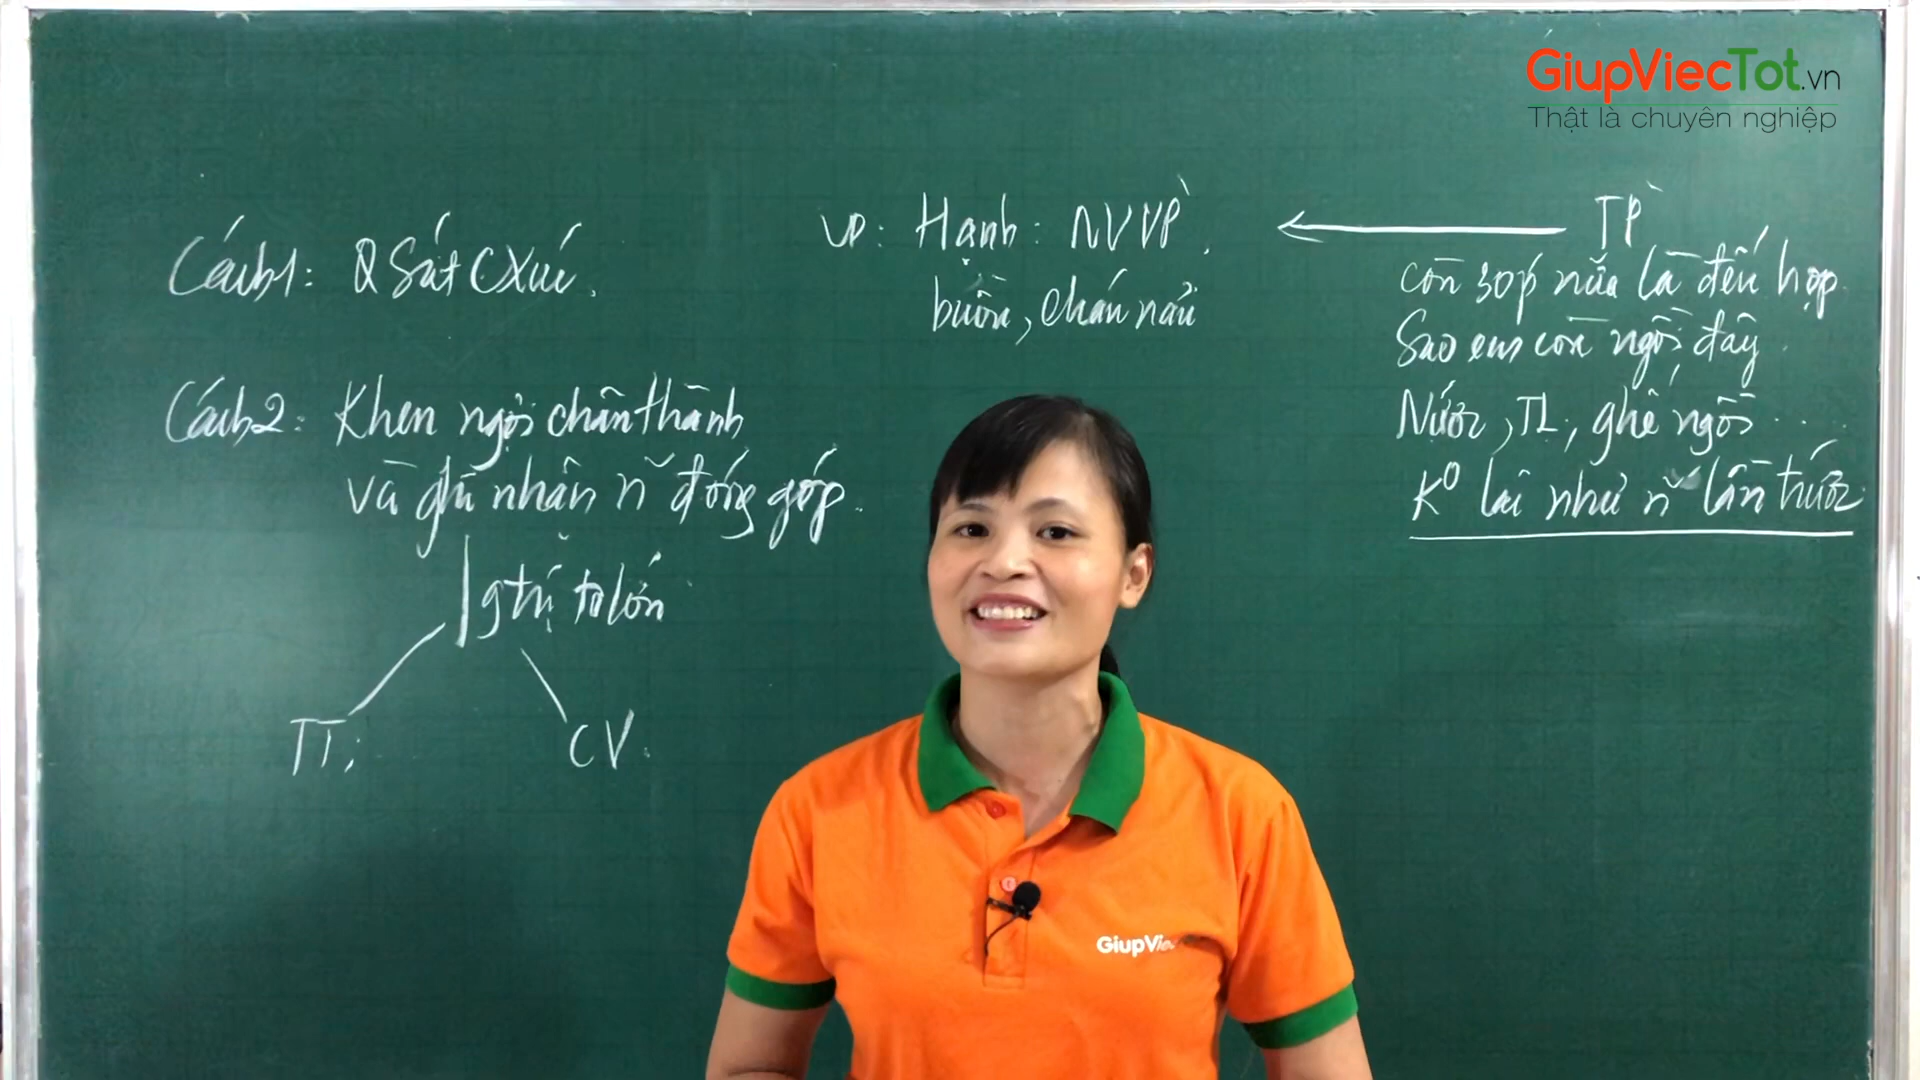 GiupViecTot.vn
Thật là chuyên nghiệp
Cách1: Q Sát CXúc.
Cách2: Khen ngợi chân thành
và ghi nhận n~ đóng góp.
gtrị to lớn
TT;
CV.
VP: Hạnh: NVVP.
buồn, chán nản
TP
còn 30p nữa là đến họp
Sao em còn ngồi đây.
Nước, TL, ghế ngồi ...
K⁰ lại như n~ lần trước
GiupViec